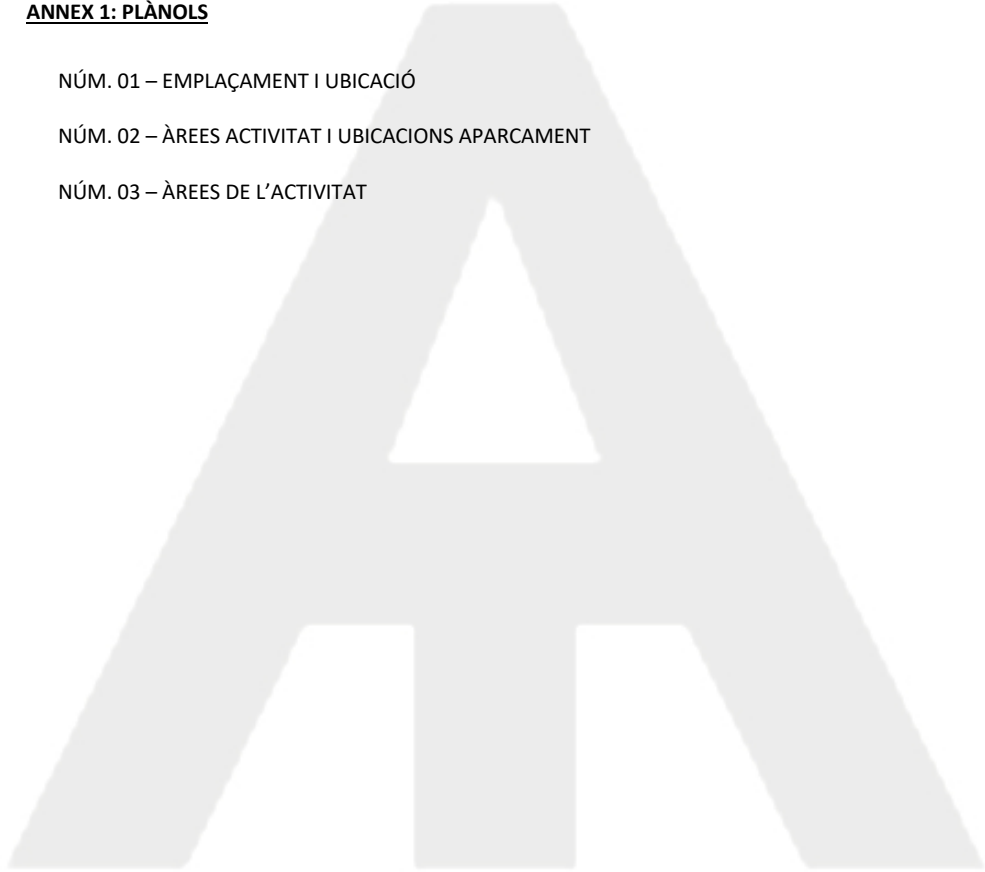 ANNEX 1: PLÀNOLS
NÚM. 01 – EMPLAÇAMENT I UBICACIÓ
NÚM. 02 – ÀREES ACTIVITAT I UBICACIONS APARCAMENT
NÚM. 03 – ÀREES DE L’ACTIVITAT